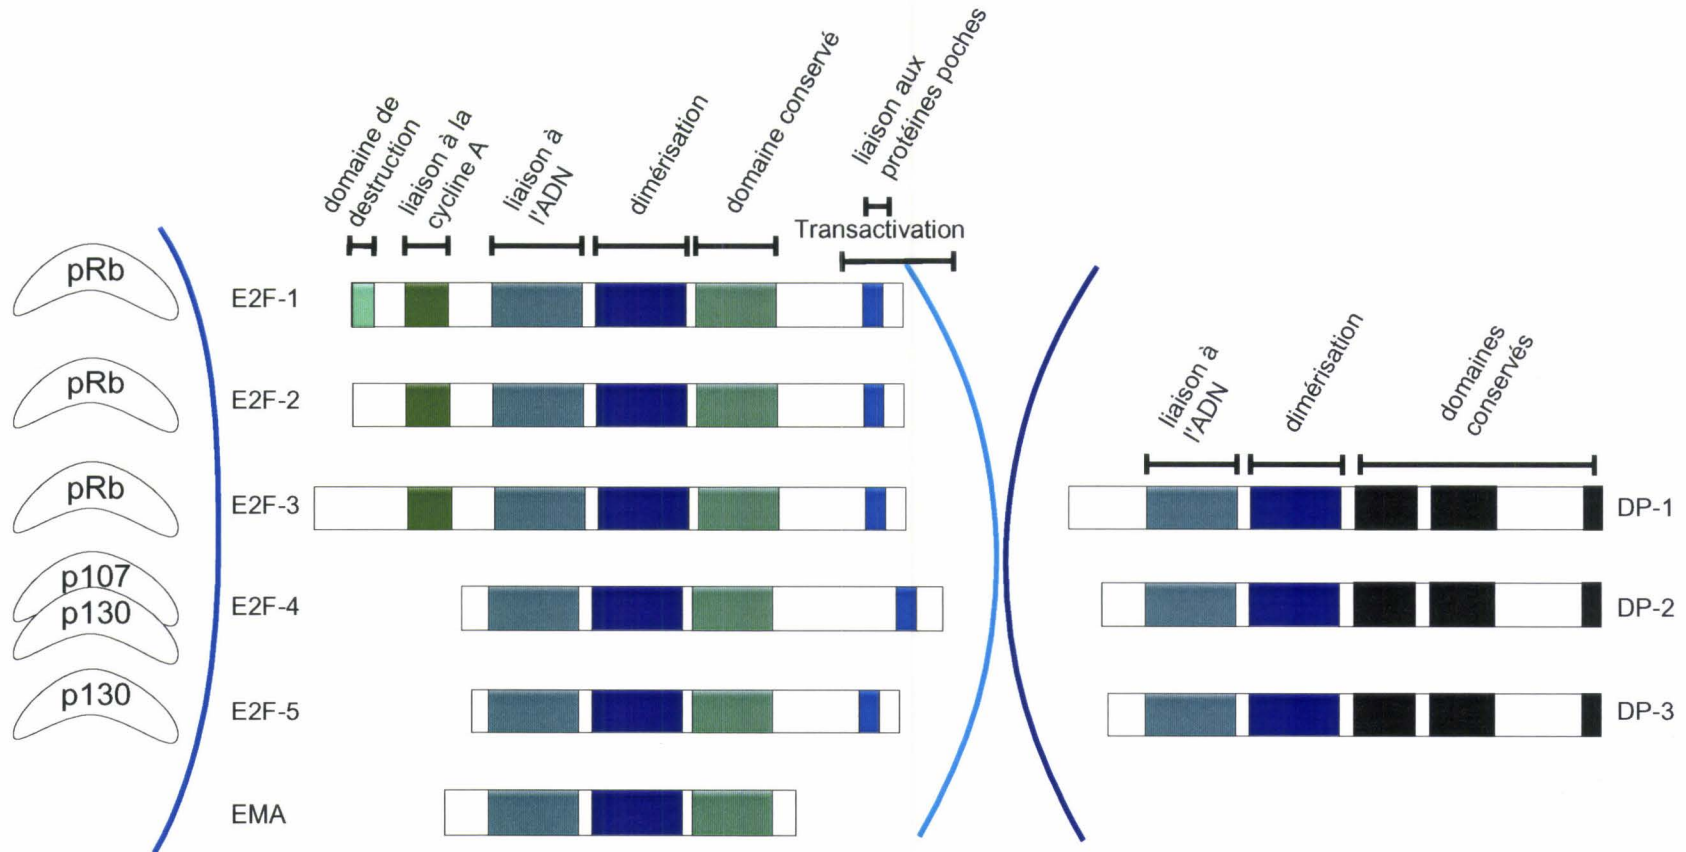 domaine de
destruction
liaison à la
cycline A
liaison à
l'ADN
dimérisation
domaine conservé
liaison aux
protéines poches
Transactivation
pRb
E2F-1
pRb
E2F-2
pRb
E2F-3
p107
p130
E2F-4
p130
E2F-5
EMA
liaison à
l'ADN
dimérisation
domaines
conservés
DP-1
DP-2
DP-3